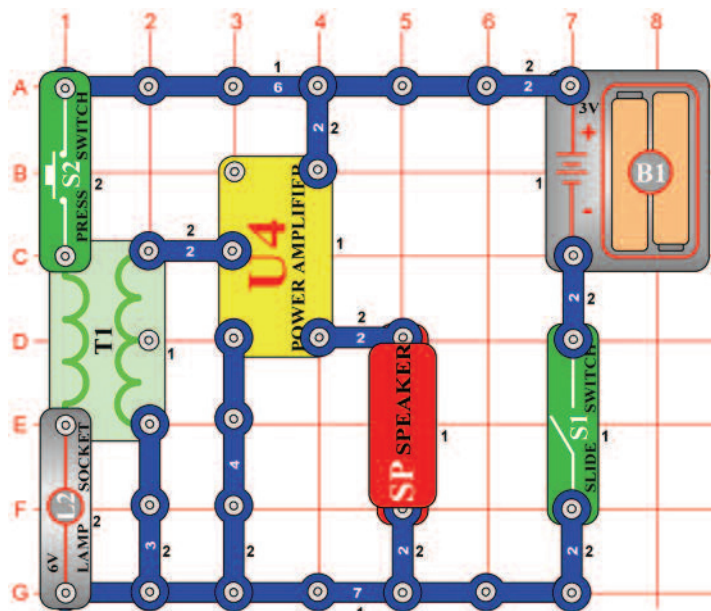 1 2 3 4 5 6 7 8
A
1
6
2
2
3V
+
-
B1
1
S2
PRESS SWITCH
2
2
2
B
U4
POWER AMPLIFIER
1
C
2
2
2
2
T1
1
D
2
2
SP
SPEAKER
1
S1
SLIDE SWITCH
1
E
4
2
L2
6V
LAMP SOCKET
2
F
3
2
2
2
2
2
G
7
1